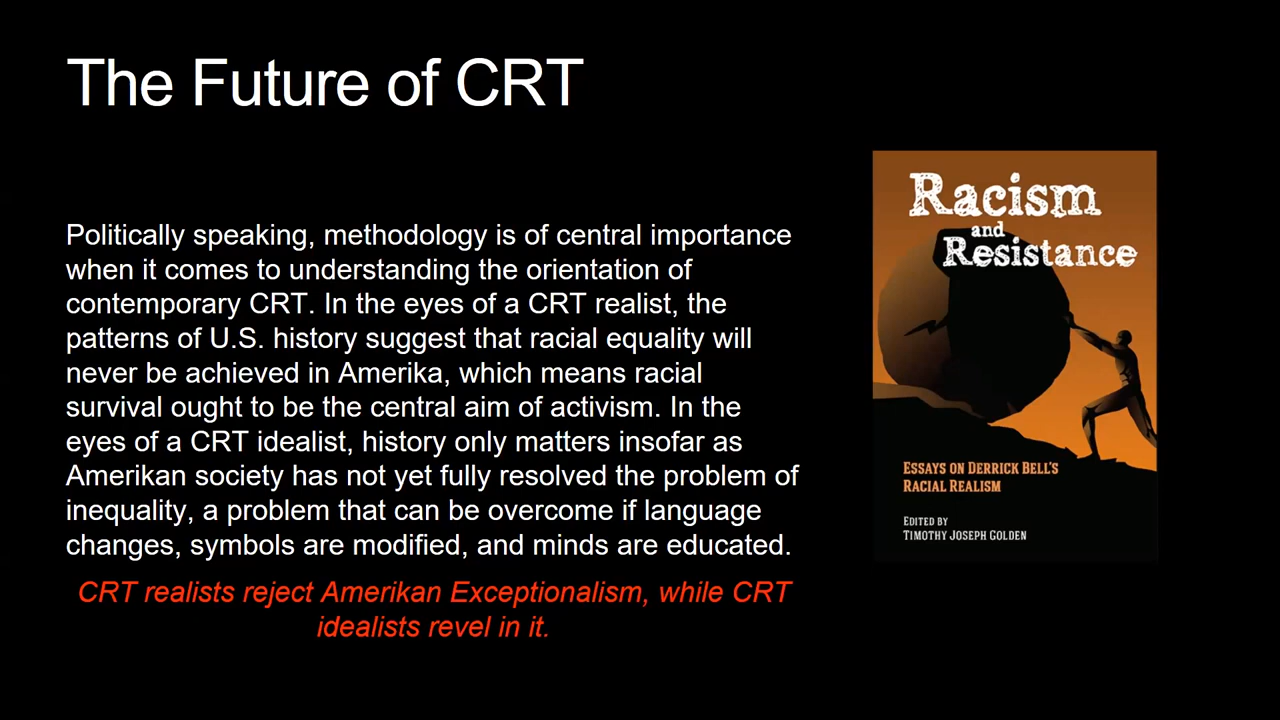 The Future of CRT
Politically speaking, methodology is of central importance
when it comes to understanding the orientation of
contemporary CRT. In the eyes of a CRT realist, the
patterns of U.S. history suggest that racial equality will
never be achieved in Amerika, which means racial
survival ought to be the central aim of activism. In the
eyes of a CRT idealist, history only matters insofar as
Amerikan society has not yet fully resolved the problem of
inequality, a problem that can be overcome if language
changes, symbols are modified, and minds are educated.
CRT realists reject Amerikan Exceptionalism, while CRT
idealists revel in it.
Racism
and
Resistance
Essays on Derrick Bell's
Racial Realism
Edited by
Timothy Joseph Golden